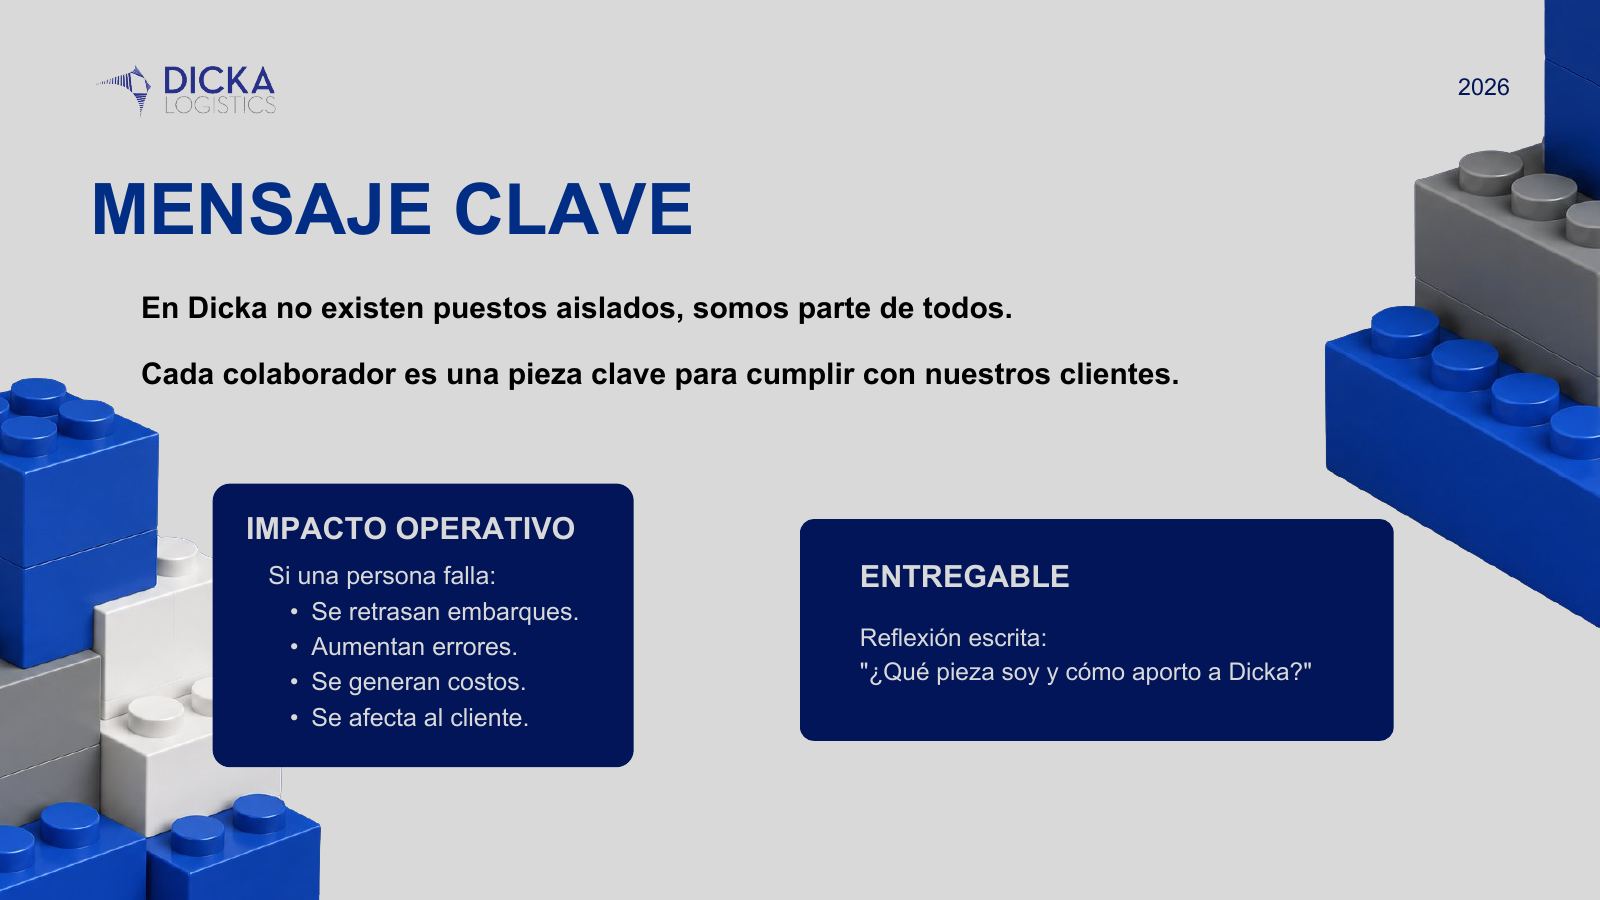 DICKA
LOGISTICS
2026
MENSAJE CLAVE
En Dicka no existen puestos aislados, somos parte de todos.
Cada colaborador es una pieza clave para cumplir con nuestros clientes.
IMPACTO OPERATIVO
Si una persona falla:
• Se retrasan embarques.
• Aumentan errores.
• Se generan costos.
• Se afecta al cliente.
ENTREGABLE
Reflexión escrita:
"¿Qué pieza soy y cómo aporto a Dicka?"